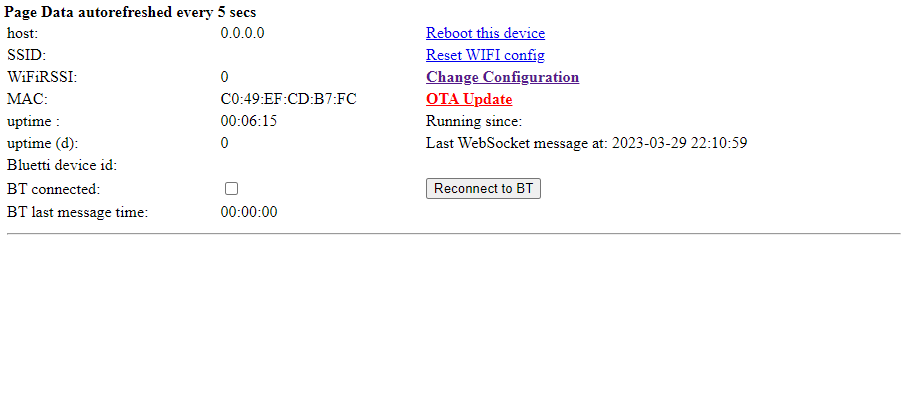 Page Data autorefreshed every 5 secs
host: 0.0.0.0 Reboot this device
SSID: Reset WIFI config
WiFiRSSI: 0 Change Configuration
MAC: C0:49:EF:CD:B7:FC OTA Update
uptime : 00:06:15 Running since:
uptime (d): 0 Last WebSocket message at: 2023-03-29 22:10:59
Bluetti device id:
BT connected: Reconnect to BT
BT last message time: 00:00:00